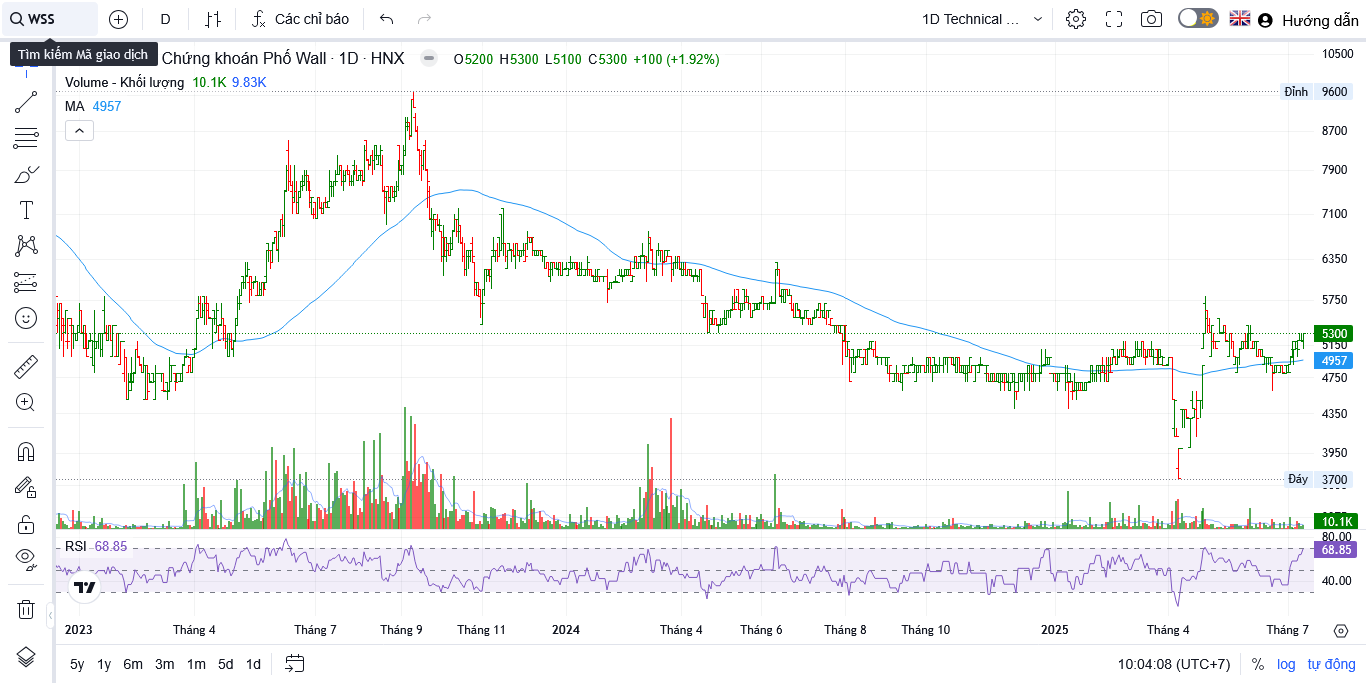 WSS
D
Các chỉ báo
1D Technical ...
Hướng dẫn
Tìm kiếm Mã giao dịch
Chứng khoán Phố Wall · 1D · HNX
O5200 H5300 L5100 C5300 +100 (+1.92%)
Volume - Khối lượng 10.1K 9.83K
MA 4957
10500
Đỉnh 9600
8700
7900
7100
6350
5750
5300
5150
4957
4750
4350
3950
Đáy 3700
10.1K
80.00
RSI 68.85
68.85
40.00
2023 Tháng 4 Tháng 7 Tháng 9 Tháng 11 2024 Tháng 4 Tháng 6 Tháng 8 Tháng 10 2025 Tháng 4 Tháng 7
5y 1y 6m 3m 1m 5d 1d
10:04:08 (UTC+7) % log tự động